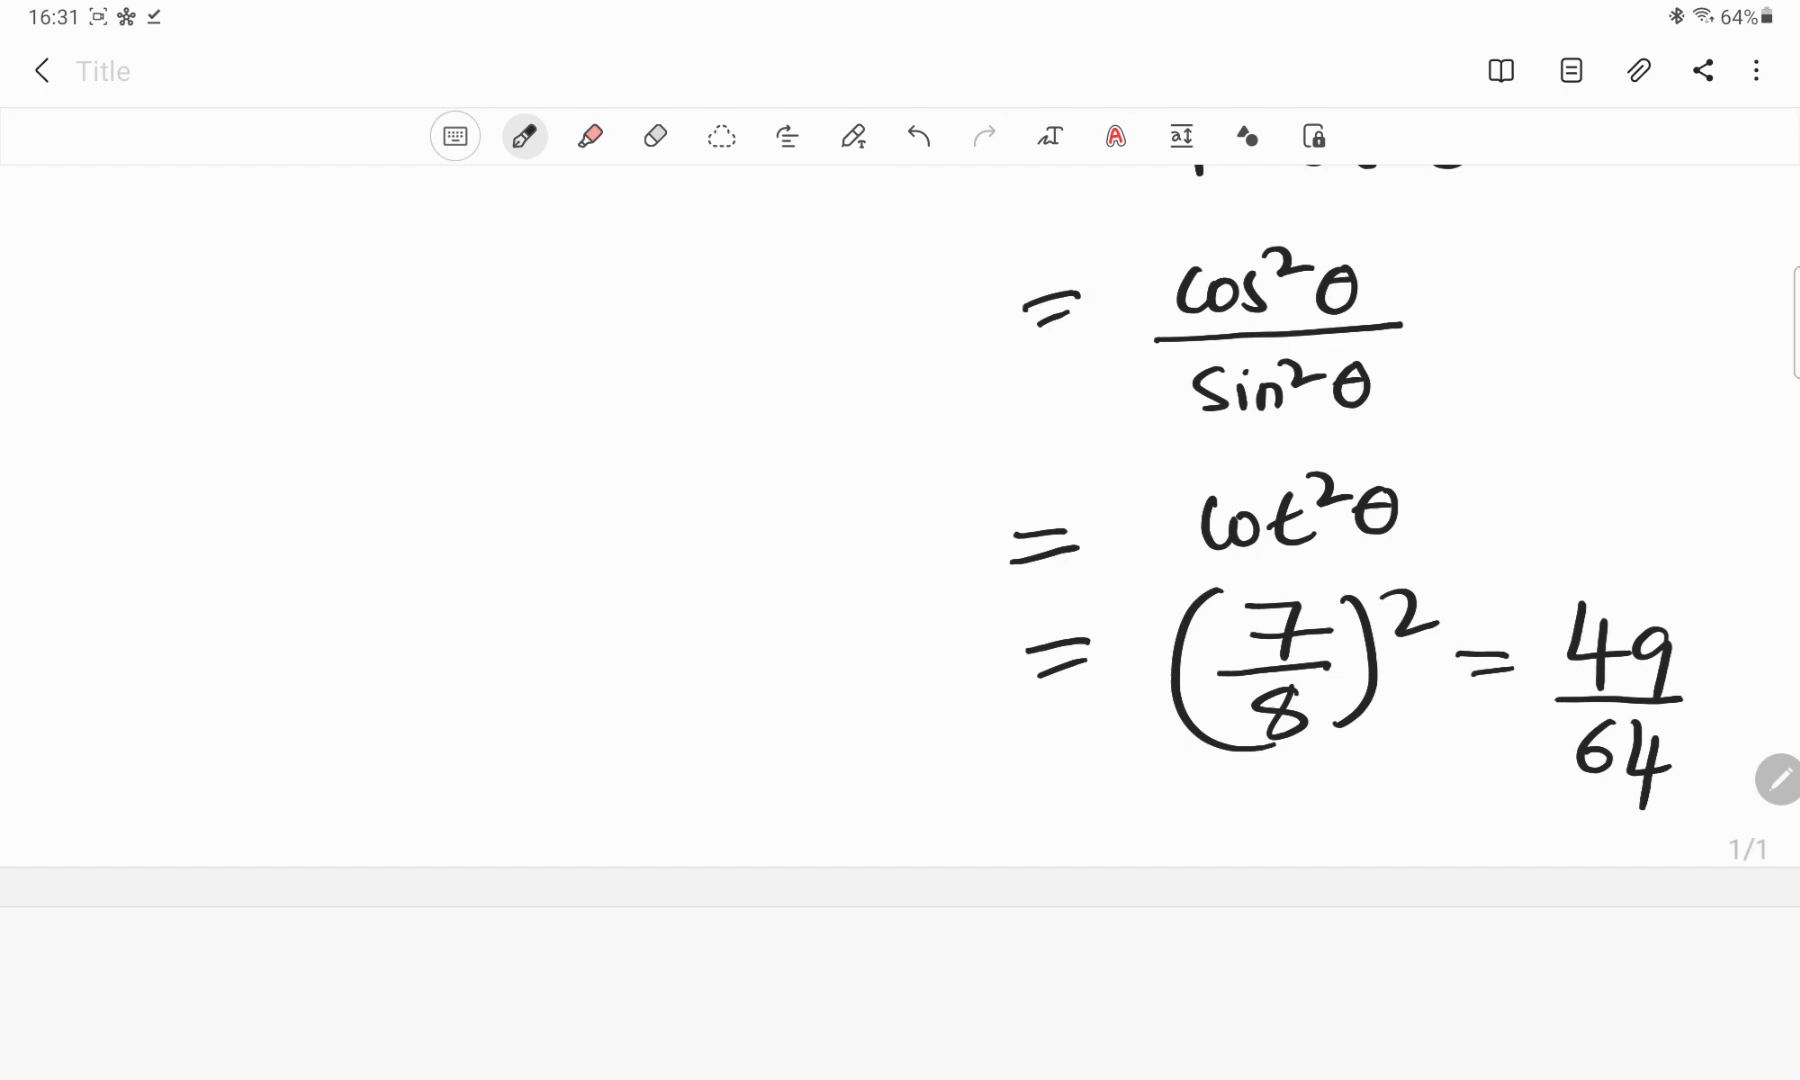 16:31 64%
Title
= cos²θ / sin²θ
= cot²θ
= (7/8)² = 49/64
1/1